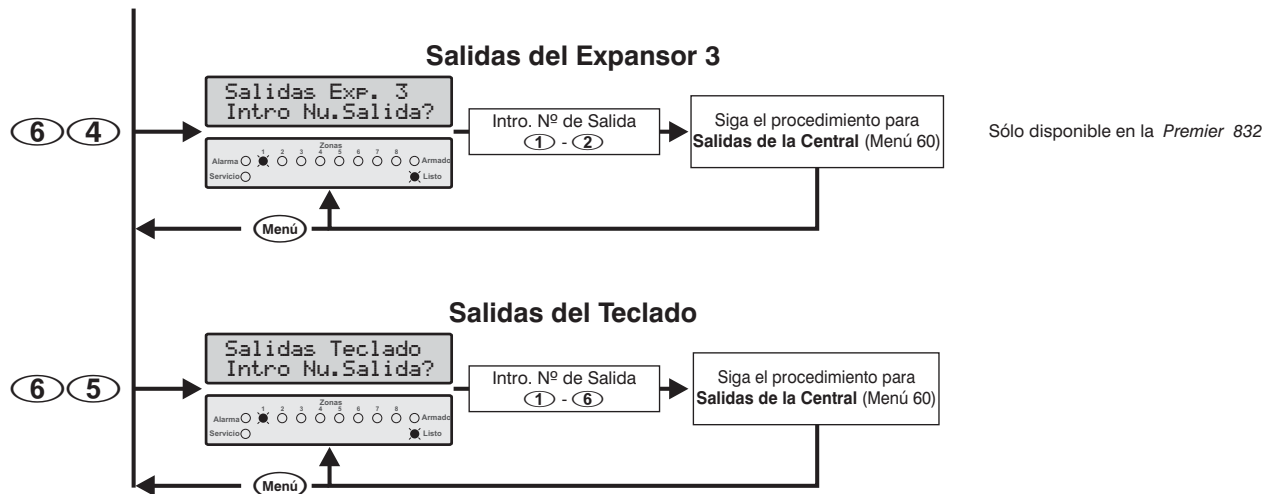 Salidas del Expansor 3
6 4
Salidas Exp. 3
Intro Nu.Salida?
Zonas
1 2 3 4 5 6 7 8
Alarma
Armado
Servicio
Listo
Intro. Nº de Salida
1 - 2
Siga el procedimiento para
Salidas de la Central (Menú 60)
Sólo disponible en la Premier 832
Menú
Salidas del Teclado
6 5
Salidas Teclado
Intro Nu.Salida?
Zonas
1 2 3 4 5 6 7 8
Alarma
Armado
Servicio
Listo
Intro. Nº de Salida
1 - 6
Siga el procedimiento para
Salidas de la Central (Menú 60)
Menú